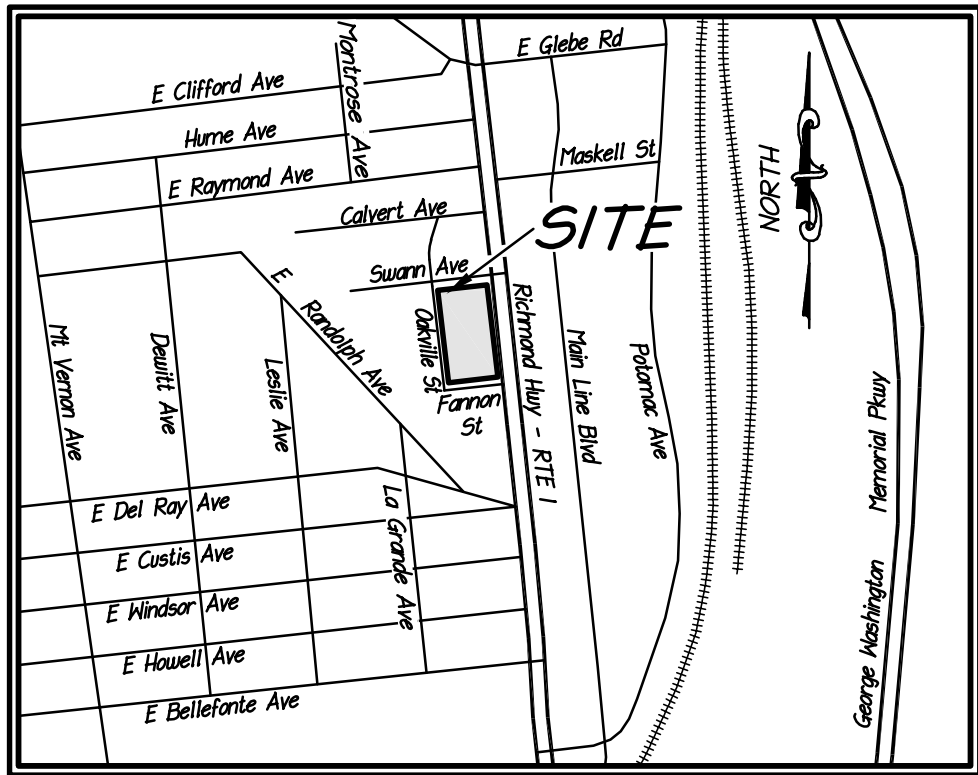 E Glebe Rd
Montrose Ave
E Clifford Ave
Hume Ave
Maskell St
E Raymond Ave
NORTH
Calvert Ave
SITE
Swann Ave
E Randolph Ave
Oakville St
Richmond Hwy - RTE 1
Mt Vernon Ave
Dewitt Ave
Leslie Ave
Main Line Blvd
Potomac Ave
Fannon
St
George Washington Memorial Pkwy
E Del Ray Ave
La Grande Ave
E Custis Ave
E Windsor Ave
E Howell Ave
E Bellefonte Ave